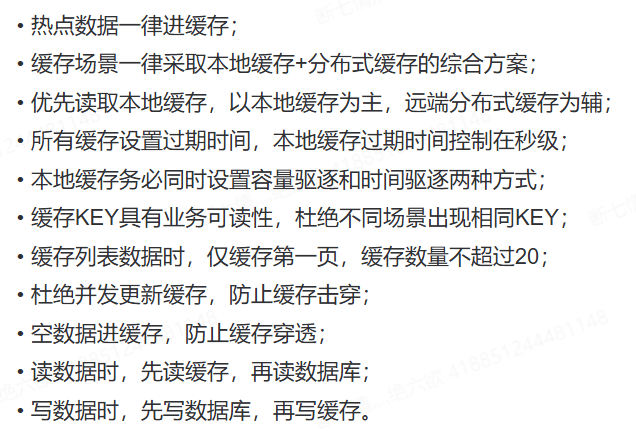 • 热点数据一律进缓存；
• 缓存场景一律采取本地缓存+分布式缓存的综合方案；
• 优先读取本地缓存，以本地缓存为主，远端分布式缓存为辅；
• 所有缓存设置过期时间，本地缓存过期时间控制在秒级；
• 本地缓存务必同时设置容量驱逐和时间驱逐两种方式；
• 缓存KEY具有业务可读性，杜绝不同场景出现相同KEY；
• 缓存列表数据时，仅缓存第一页，缓存数量不超过20；
• 杜绝并发更新缓存，防止缓存击穿；
• 空数据进缓存，防止缓存穿透；
• 读数据时，先读缓存，再读数据库；
• 写数据时，先写数据库，再写缓存。